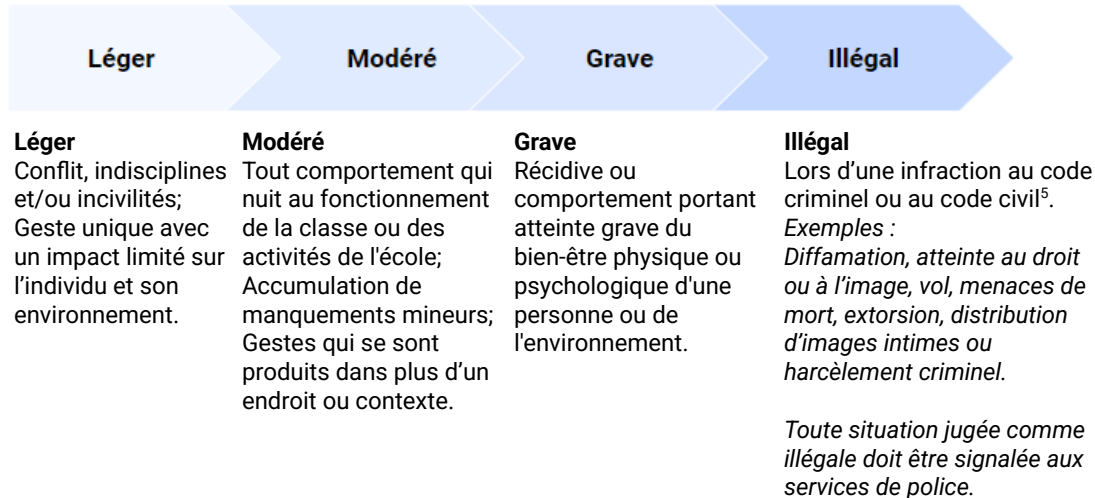 Léger
Modéré
Grave
Illégal
Léger
Conflit, indisciplines
et/ou incivilités;
Geste unique avec
un impact limité sur
l'individu et son
environnement.
Modéré
Tout comportement qui
nuit au fonctionnement
de la classe ou des
activités de l'école;
Accumulation de
manquements mineurs;
Gestes qui se sont
produits dans plus d'un
endroit ou contexte.
Grave
Récidive ou
comportement portant
atteinte grave du
bien-être physique ou
psychologique d'une
personne ou de
l'environnement.
Illégal
Lors d'une infraction au code
criminel ou au code civil⁵.
Exemples :
Diffamation, atteinte au droit
ou à l'image, vol, menaces de
mort, extorsion, distribution
d'images intimes ou
harcèlement criminel.
Toute situation jugée comme
illégale doit être signalée aux
services de police.